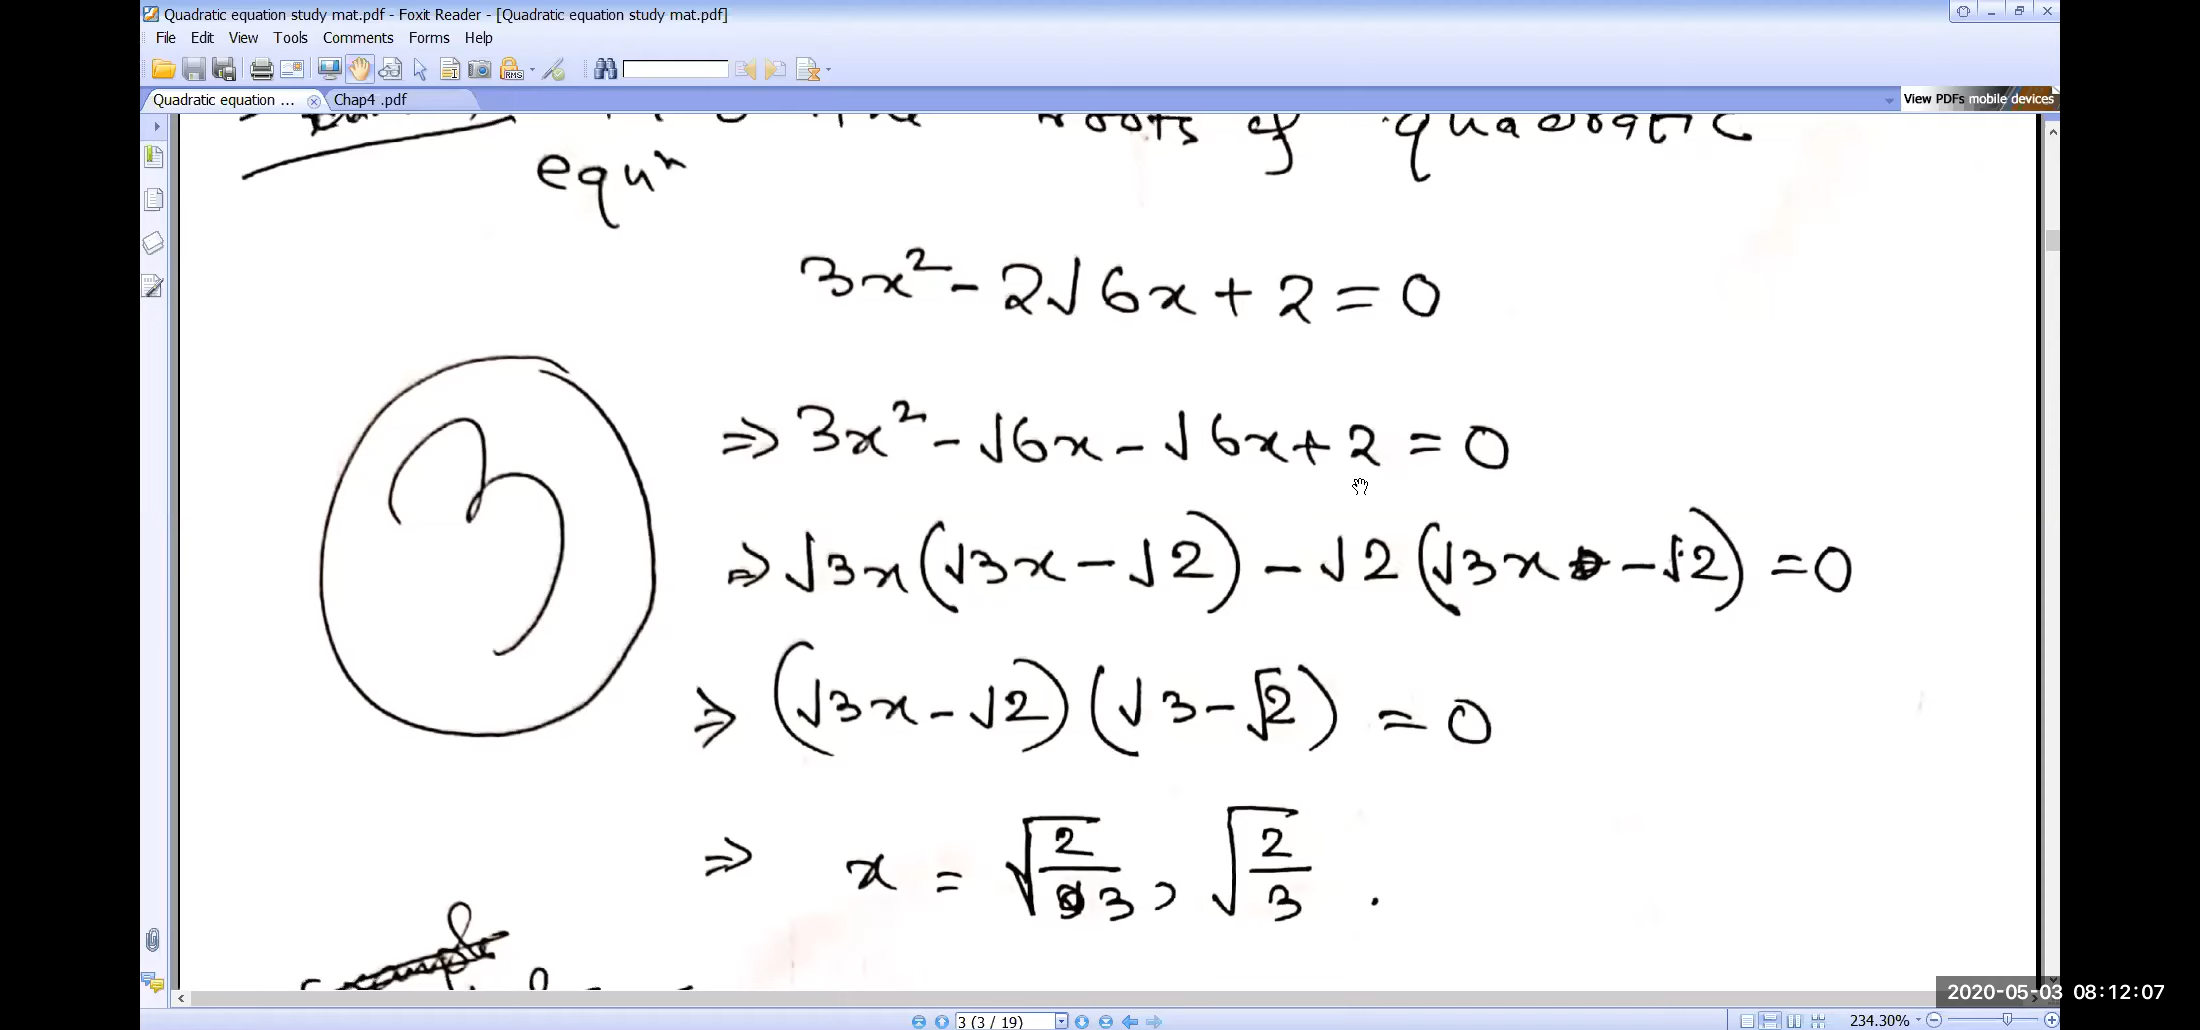 Quadratic equation study mat.pdf - Foxit Reader - [Quadratic equation study mat.pdf]
File Edit View Tools Comments Forms Help
Quadratic equation ... Chap4 .pdf
View PDFs mobile devices
the roots of quadratic
equⁿ
3x² - 2√6x + 2 = 0
⇒ 3x² - √6x - √6x + 2 = 0
3
⇒ √3x (√3x - √2) - √2 (√3x - √2) = 0
⇒ (√3x - √2) (√3 - √2) = 0
⇒ x = √2/3 , √2/3 .
Example
2020-05-03 08:12:07
3 (3 / 19)
234.30%